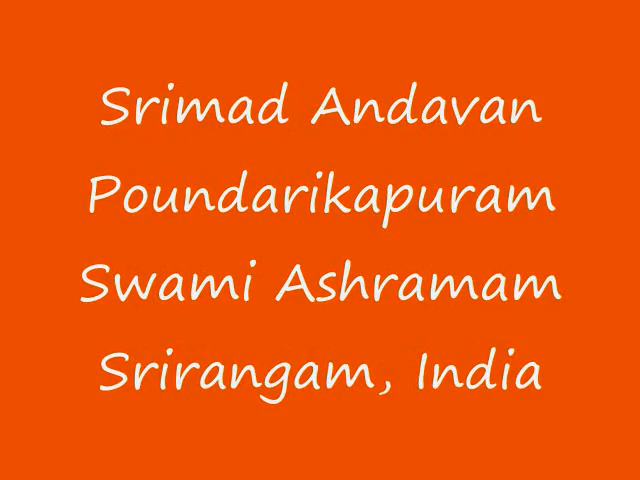 Srimad Andavan
Poundarikapuram
Swami Ashramam
Srirangam, India